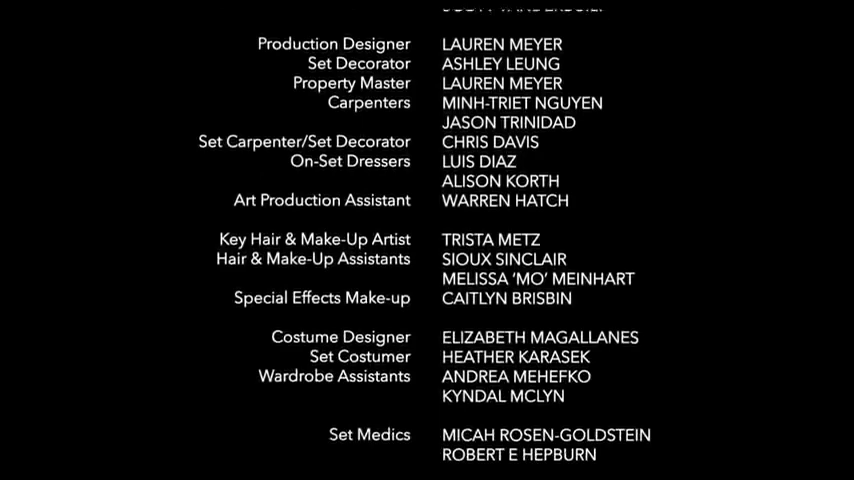 Production Designer LAUREN MEYER
Set Decorator ASHLEY LEUNG
Property Master LAUREN MEYER
Carpenters MINH-TRIET NGUYEN
JASON TRINIDAD
Set Carpenter/Set Decorator CHRIS DAVIS
On-Set Dressers LUIS DIAZ
ALISON KORTH
Art Production Assistant WARREN HATCH
Key Hair & Make-Up Artist TRISTA METZ
Hair & Make-Up Assistants SIOUX SINCLAIR
MELISSA ‘MO’ MEINHART
Special Effects Make-up CAITLYN BRISBIN
Costume Designer ELIZABETH MAGALLANES
Set Costumer HEATHER KARASEK
Wardrobe Assistants ANDREA MEHEFKO
KYNDAL MCLYN
Set Medics MICAH ROSEN-GOLDSTEIN
ROBERT E HEPBURN